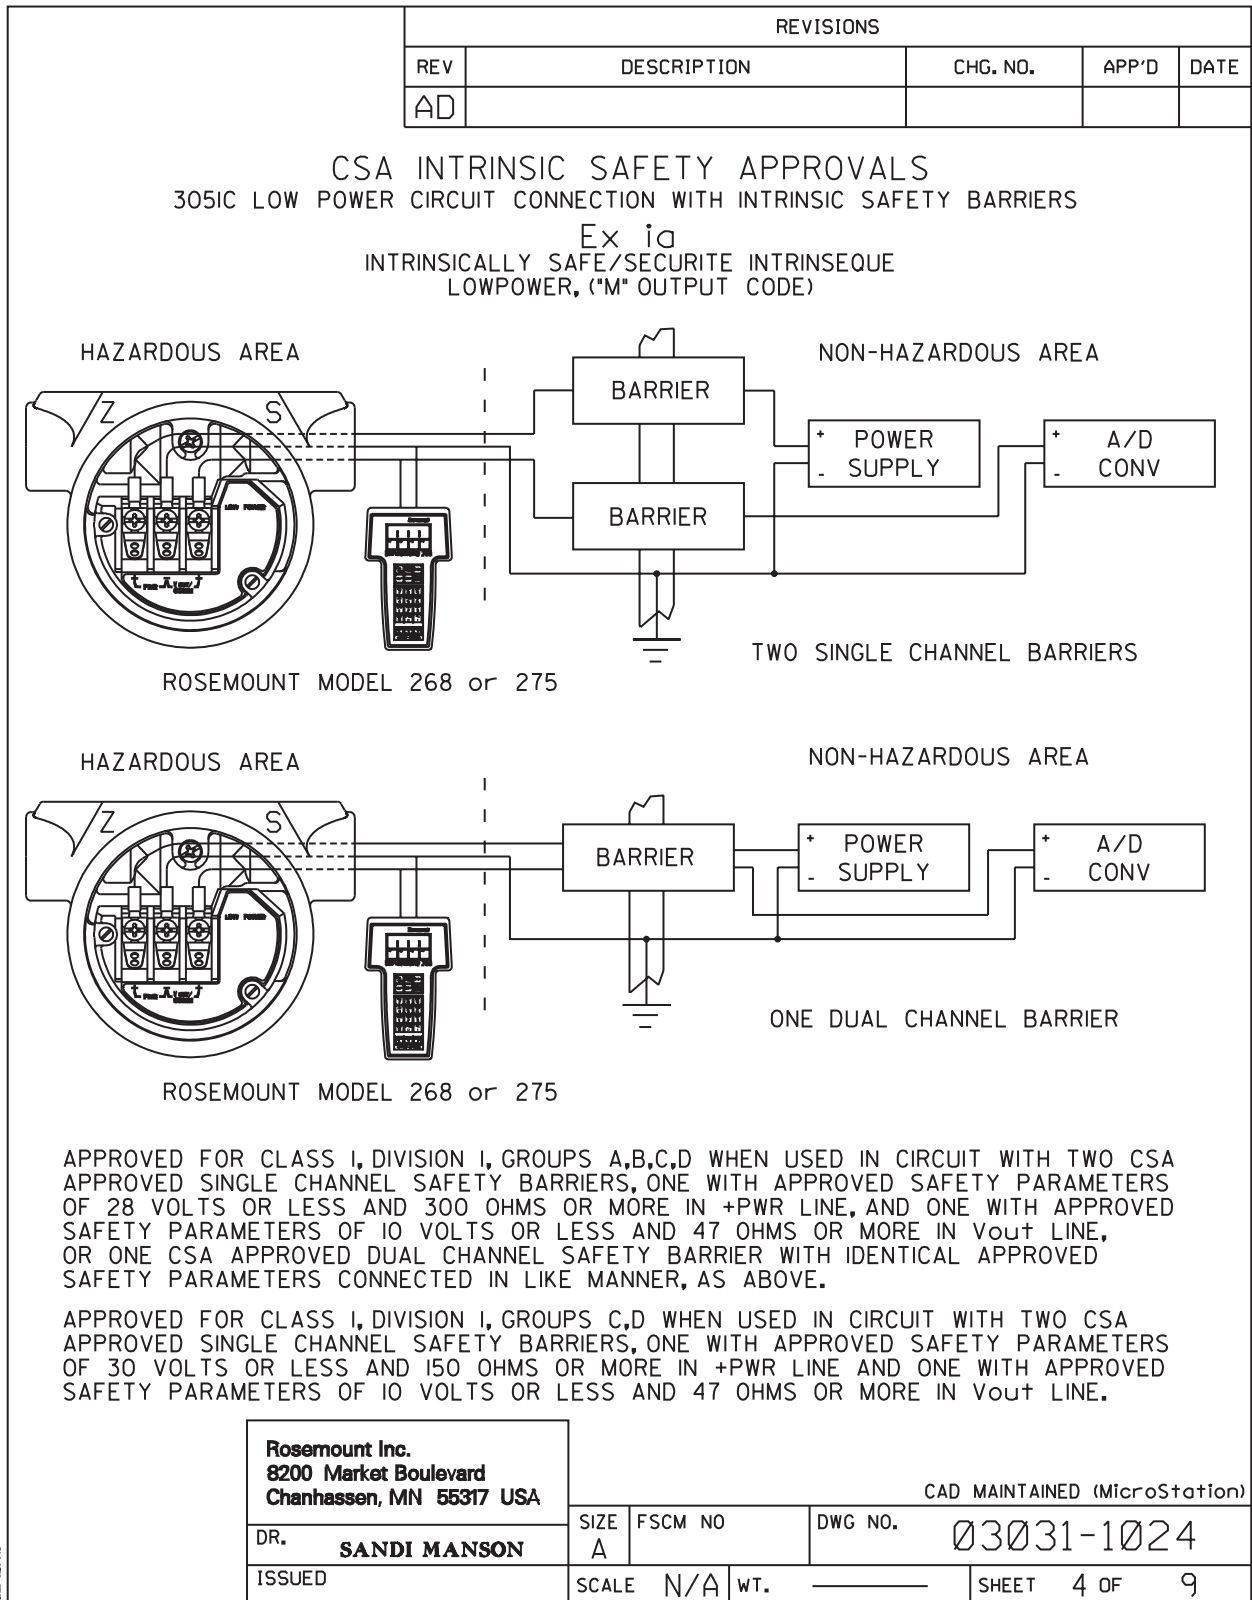 REVISIONS
REV DESCRIPTION CHG. NO. APP'D DATE
AD
CSA INTRINSIC SAFETY APPROVALS
3051C LOW POWER CIRCUIT CONNECTION WITH INTRINSIC SAFETY BARRIERS
Ex ia
INTRINSICALLY SAFE/SECURITE INTRINSEQUE
LOWPOWER, ("M" OUTPUT CODE)
HAZARDOUS AREA
NON-HAZARDOUS AREA
Z S
BARRIER
+ POWER
- SUPPLY
+ A/D
- CONV
BARRIER
LOW POWER
TWO SINGLE CHANNEL BARRIERS
ROSEMOUNT MODEL 268 or 275
HAZARDOUS AREA
NON-HAZARDOUS AREA
Z S
BARRIER
+ POWER
- SUPPLY
+ A/D
- CONV
LOW POWER
ONE DUAL CHANNEL BARRIER
ROSEMOUNT MODEL 268 or 275
APPROVED FOR CLASS I, DIVISION I, GROUPS A,B,C,D WHEN USED IN CIRCUIT WITH TWO CSA
APPROVED SINGLE CHANNEL SAFETY BARRIERS, ONE WITH APPROVED SAFETY PARAMETERS
OF 28 VOLTS OR LESS AND 300 OHMS OR MORE IN +PWR LINE, AND ONE WITH APPROVED
SAFETY PARAMETERS OF 10 VOLTS OR LESS AND 47 OHMS OR MORE IN Vout LINE,
OR ONE CSA APPROVED DUAL CHANNEL SAFETY BARRIER WITH IDENTICAL APPROVED
SAFETY PARAMETERS CONNECTED IN LIKE MANNER, AS ABOVE.
APPROVED FOR CLASS I, DIVISION I, GROUPS C,D WHEN USED IN CIRCUIT WITH TWO CSA
APPROVED SINGLE CHANNEL SAFETY BARRIERS, ONE WITH APPROVED SAFETY PARAMETERS
OF 30 VOLTS OR LESS AND 150 OHMS OR MORE IN +PWR LINE AND ONE WITH APPROVED
SAFETY PARAMETERS OF 10 VOLTS OR LESS AND 47 OHMS OR MORE IN Vout LINE.
Rosemount Inc.
8200 Market Boulevard
Chanhassen, MN 55317 USA
CAD MAINTAINED (MicroStation)
DR. SANDI MANSON
SIZE A FSCM NO DWG NO. 03031-1024
ISSUED
SCALE N/A WT. SHEET 4 OF 9